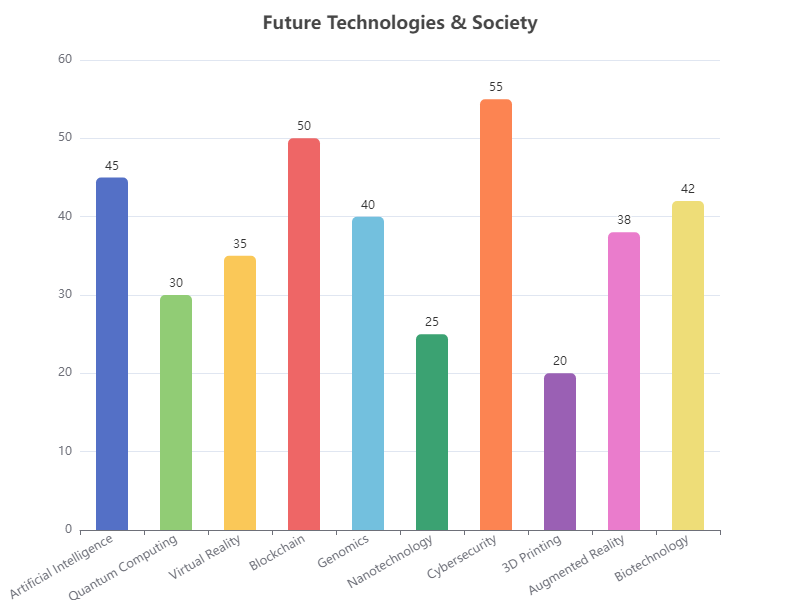 Future Technologies & Society
60
50
40
30
20
10
0
45
30
35
50
40
25
55
20
38
42
Artificial Intelligence
Quantum Computing
Virtual Reality
Blockchain
Genomics
Nanotechnology
Cybersecurity
3D Printing
Augmented Reality
Biotechnology